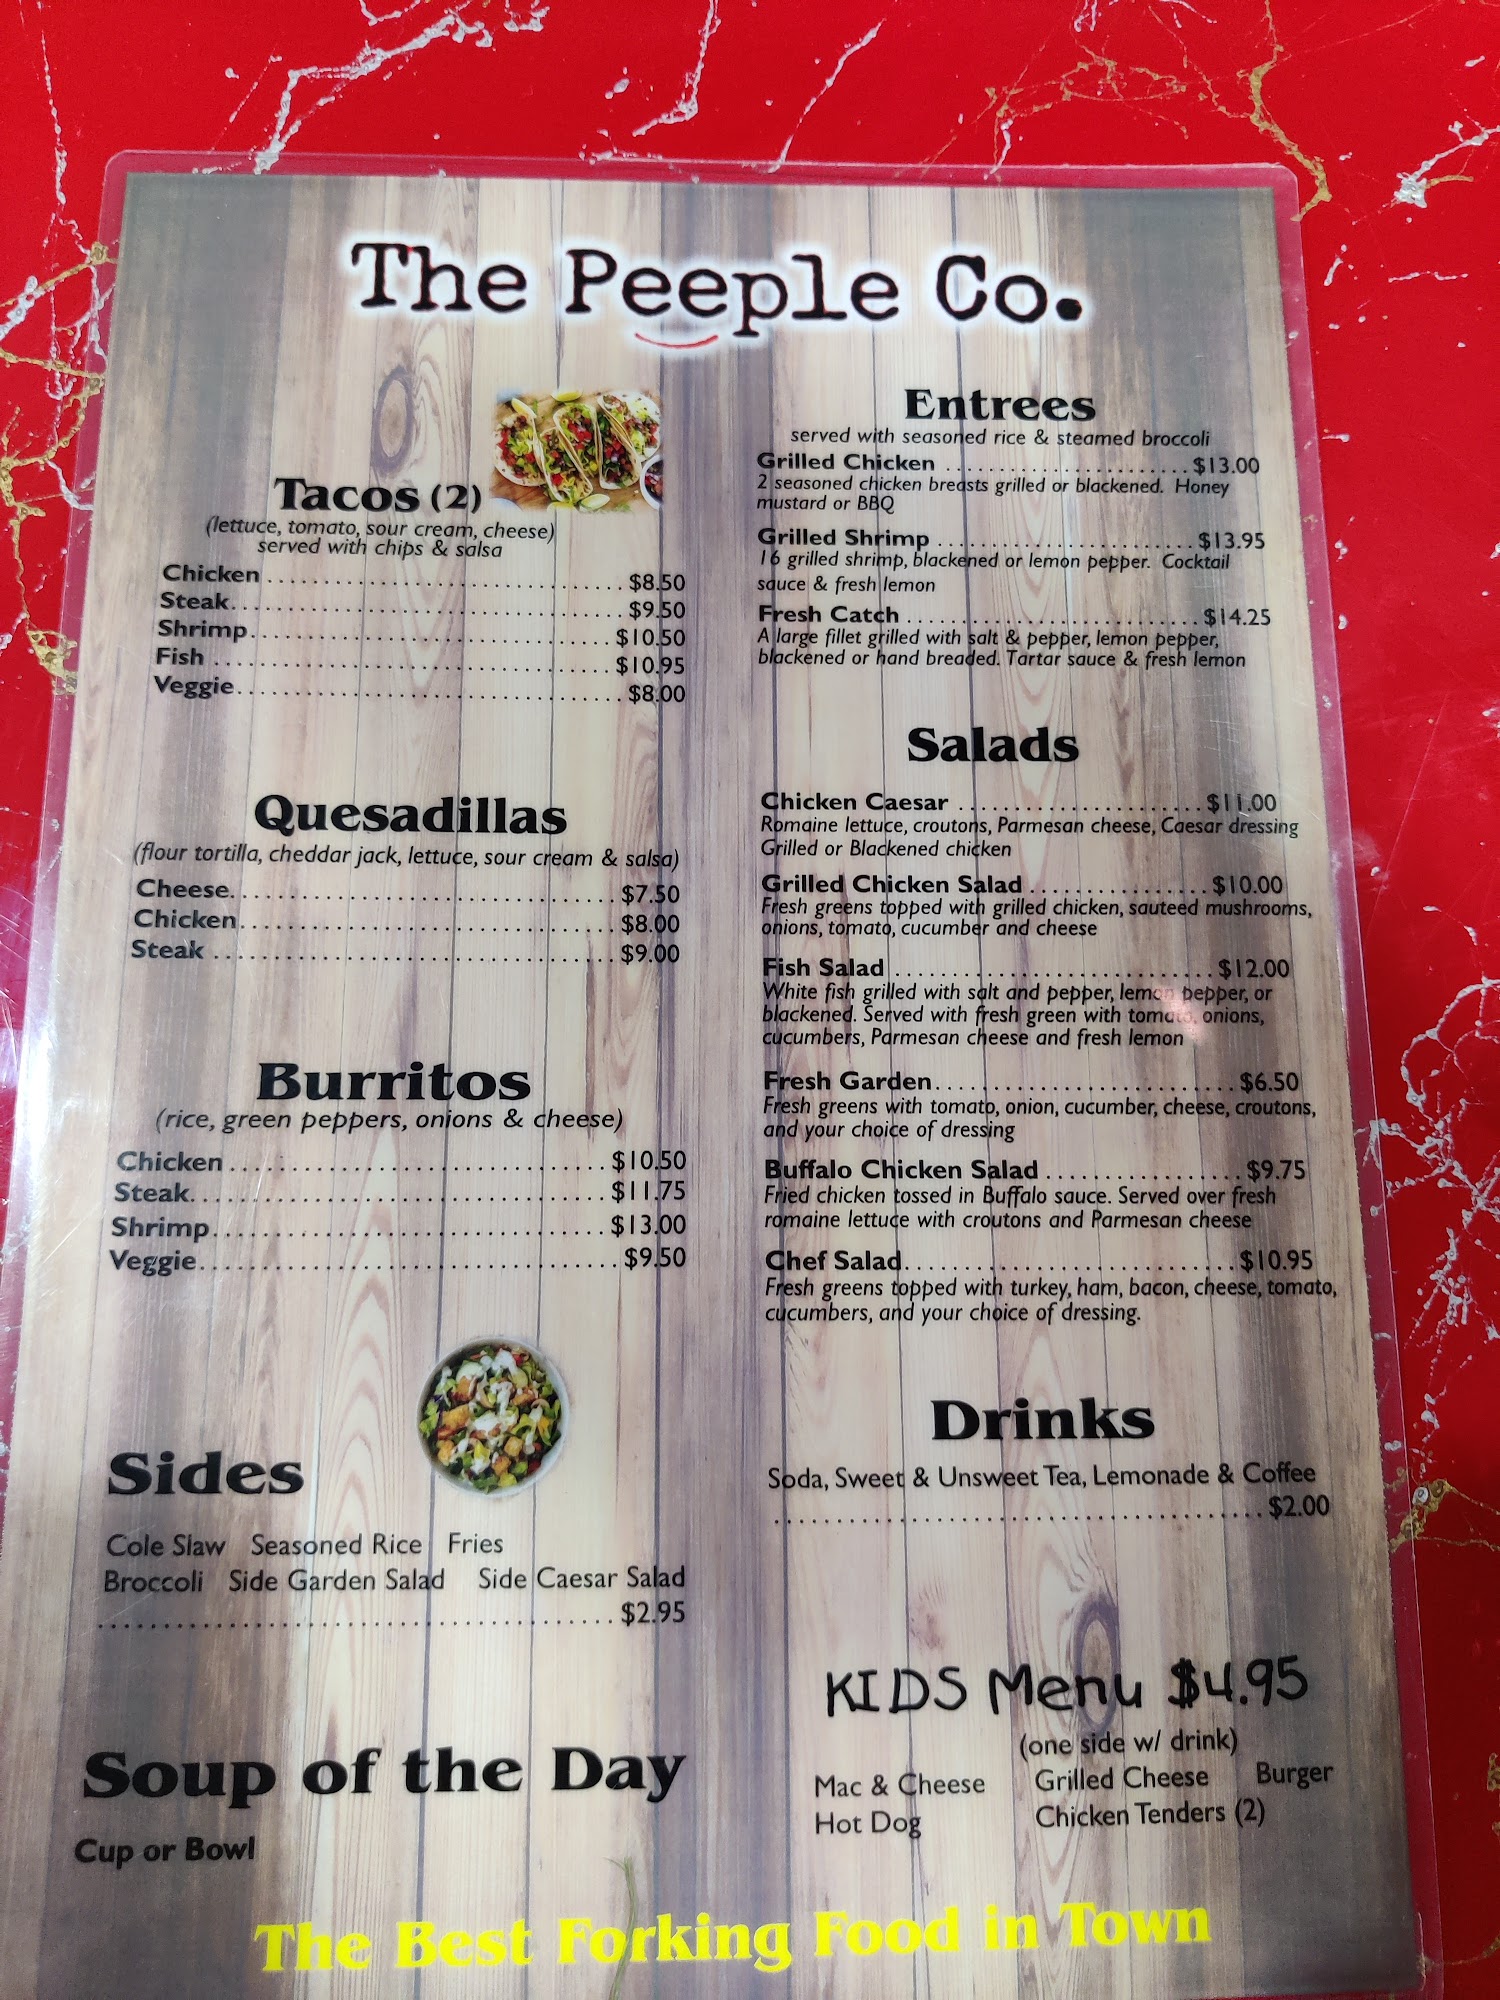 The Peeple Co.
Tacos (2)
(lettuce, tomato, sour cream, cheese)
served with chips & salsa
Chicken $8.50
Steak $9.50
Shrimp $10.50
Fish $10.95
Veggie $8.00
Quesadillas
(flour tortilla, cheddar jack, lettuce, sour cream & salsa)
Cheese $7.50
Chicken $8.00
Steak $9.00
Burritos
(rice, green peppers, onions & cheese)
Chicken $10.50
Steak $11.75
Shrimp $13.00
Veggie $9.50
Sides
Cole Slaw Seasoned Rice Fries
Broccoli Side Garden Salad Side Caesar Salad
$2.95
Soup of the Day
Cup or Bowl
Entrees
served with seasoned rice & steamed broccoli
Grilled Chicken $13.00
2 seasoned chicken breasts grilled or blackened. Honey
mustard or BBQ
Grilled Shrimp $13.95
16 grilled shrimp, blackened or lemon pepper. Cocktail
sauce & fresh lemon
Fresh Catch $14.25
A large fillet grilled with salt & pepper, lemon pepper,
blackened or hand breaded. Tartar sauce & fresh lemon
Salads
Chicken Caesar $11.00
Romaine lettuce, croutons, Parmesan cheese, Caesar dressing
Grilled or Blackened chicken
Grilled Chicken Salad $10.00
Fresh greens topped with grilled chicken, sauteed mushrooms,
onions, tomato, cucumber and cheese
Fish Salad $12.00
White fish grilled with salt and pepper, lemon pepper, or
blackened. Served with fresh green with tomato, onions,
cucumbers, Parmesan cheese and fresh lemon
Fresh Garden $6.50
Fresh greens with tomato, onion, cucumber, cheese, croutons,
and your choice of dressing
Buffalo Chicken Salad $9.75
Fried chicken tossed in Buffalo sauce. Served over fresh
romaine lettuce with croutons and Parmesan cheese
Chef Salad $10.95
Fresh greens topped with turkey, ham, bacon, cheese, tomato,
cucumbers, and your choice of dressing.
Drinks
Soda, Sweet & Unsweet Tea, Lemonade & Coffee
$2.00
KIDS Menu $4.95
(one side w/ drink)
Mac & Cheese Grilled Cheese Burger
Hot Dog Chicken Tenders (2)
The Best Forking Food in Town